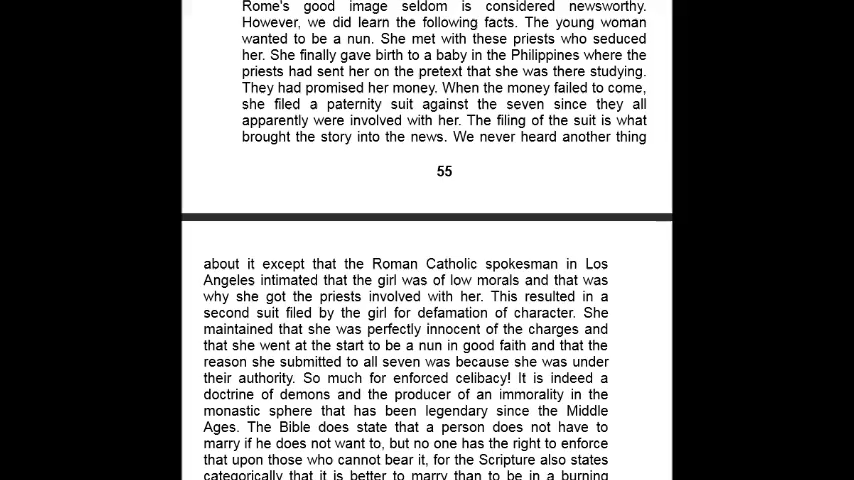 Rome's good image seldom is considered newsworthy.
However, we did learn the following facts. The young woman
wanted to be a nun. She met with these priests who seduced
her. She finally gave birth to a baby in the Philippines where the
priests had sent her on the pretext that she was there studying.
They had promised her money. When the money failed to come,
she filed a paternity suit against the seven since they all
apparently were involved with her. The filing of the suit is what
brought the story into the news. We never heard another thing
55
about it except that the Roman Catholic spokesman in Los
Angeles intimated that the girl was of low morals and that was
why she got the priests involved with her. This resulted in a
second suit filed by the girl for defamation of character. She
maintained that she was perfectly innocent of the charges and
that she went at the start to be a nun in good faith and that the
reason she submitted to all seven was because she was under
their authority. So much for enforced celibacy! It is indeed a
doctrine of demons and the producer of an immorality in the
monastic sphere that has been legendary since the Middle
Ages. The Bible does state that a person does not have to
marry if he does not want to, but no one has the right to enforce
that upon those who cannot bear it, for the Scripture also states
categorically that it is better to marry than to be in a burning